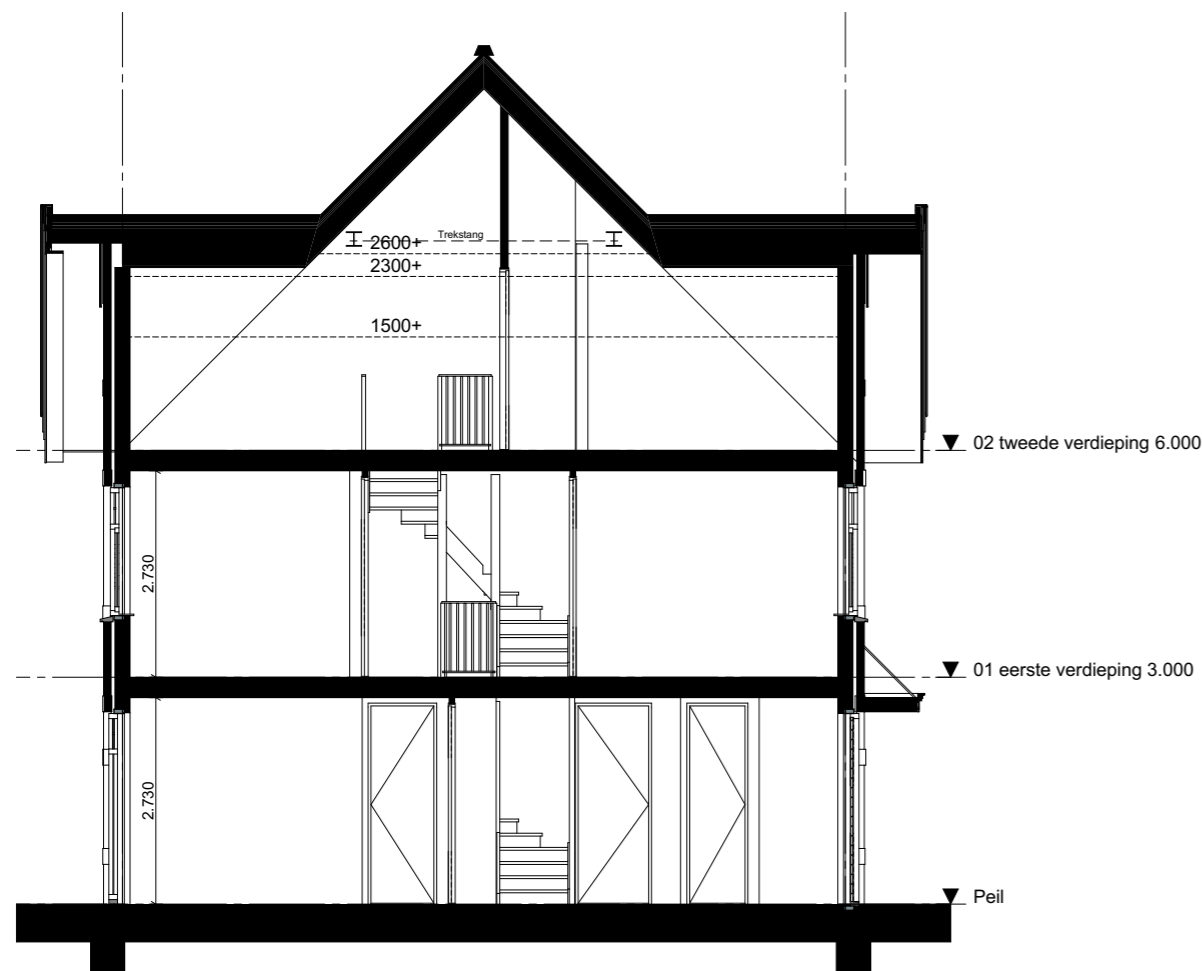 Trekstang
2600+
2300+
1500+
02 tweede verdieping 6.000
2.730
01 eerste verdieping 3.000
2.730
Peil